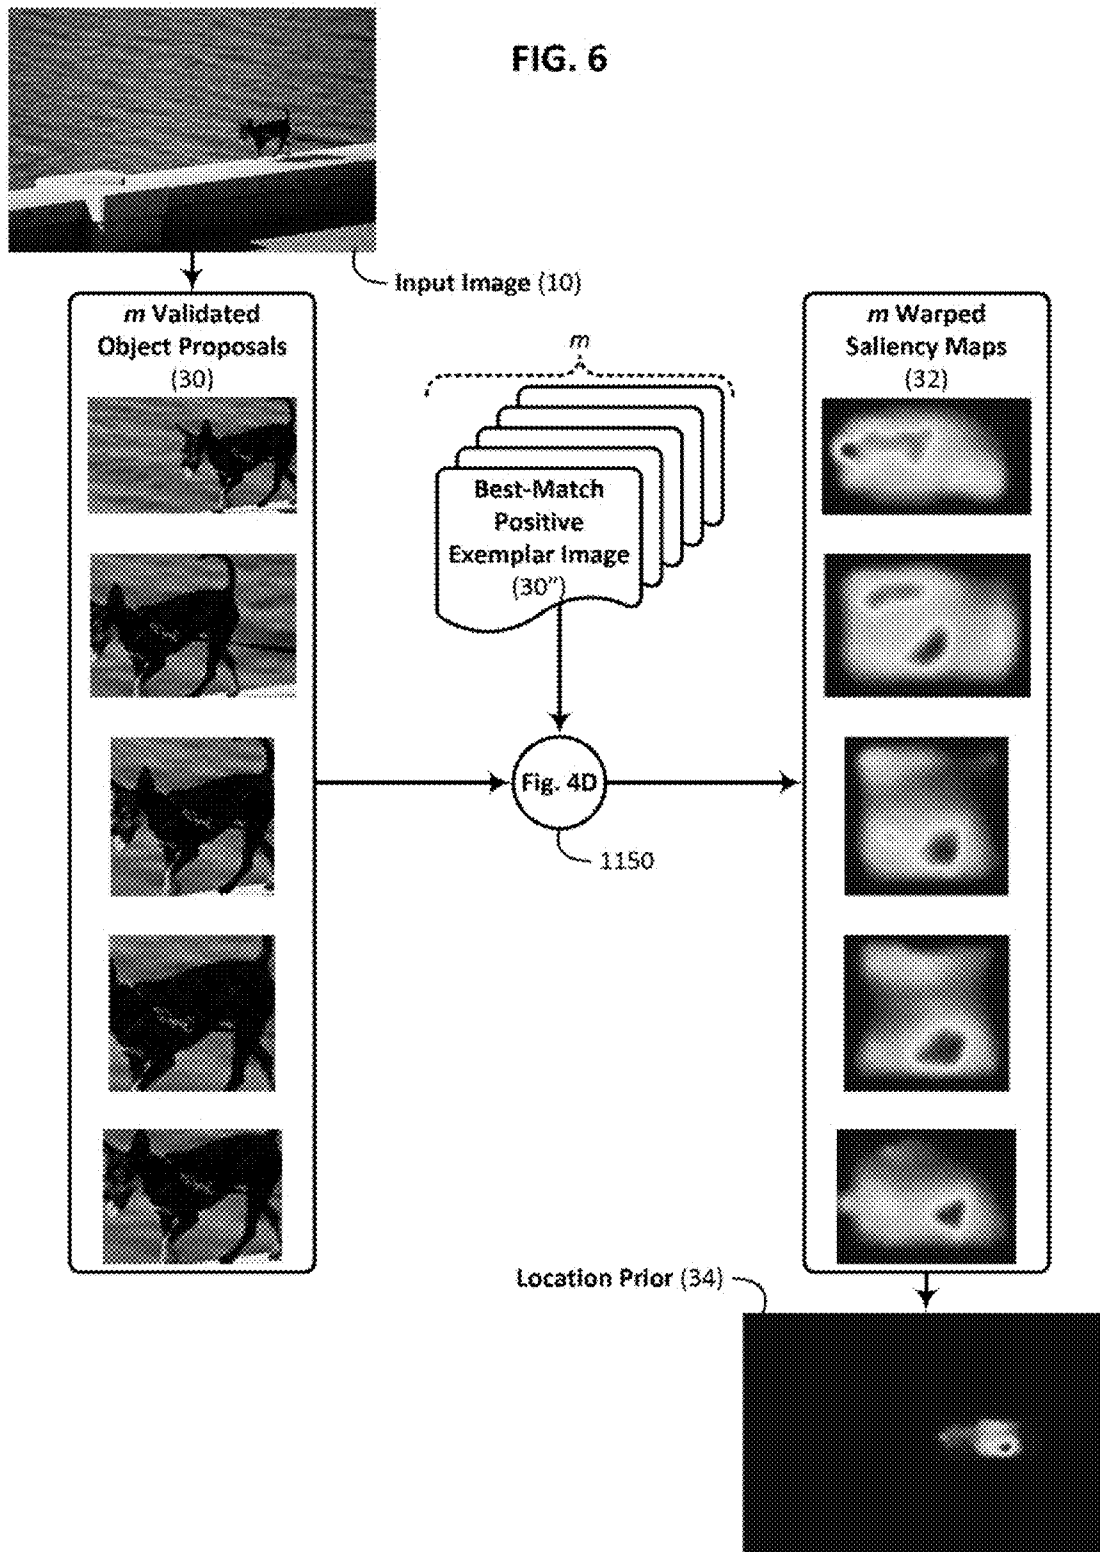 FIG. 6
Input Image (10)
m Validated
Object Proposals
(30)
m
Best-Match
Positive
Exemplar Image
(30")
m Warped
Saliency Maps
(32)
Fig. 4D
1150
Location Prior (34)